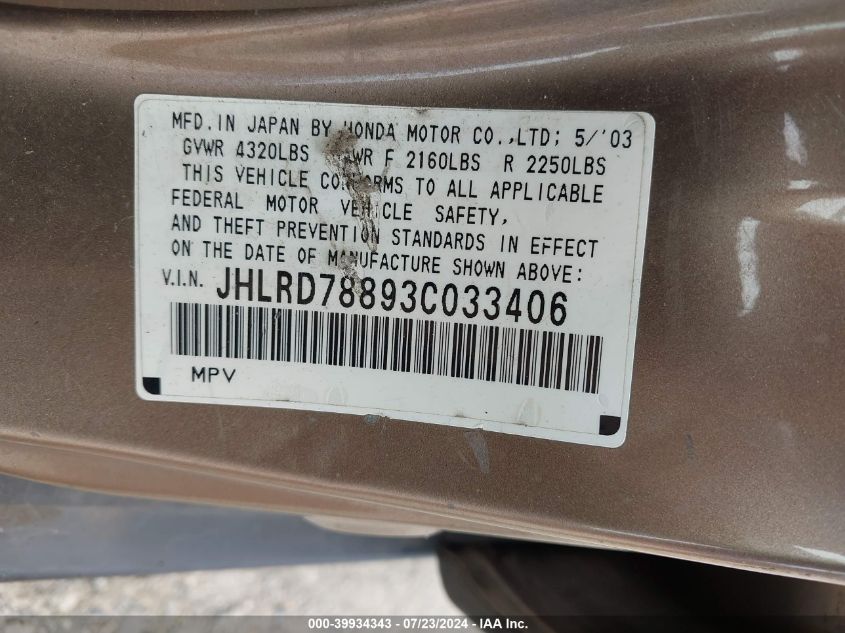 MFD. IN JAPAN BY HONDA MOTOR CO.,LTD; 5/'03
GVWR 4320LBS WR F 2160LBS R 2250LBS
THIS VEHICLE CONFORMS TO ALL APPLICABLE
FEDERAL MOTOR VEHICLE SAFETY,
AND THEFT PREVENTION STANDARDS IN EFFECT
ON THE DATE OF MANUFACTURE SHOWN ABOVE:
V.I.N. JHLRD78893C033406
MPV
000-39934343 - 07/23/2024 - IAAI Inc.